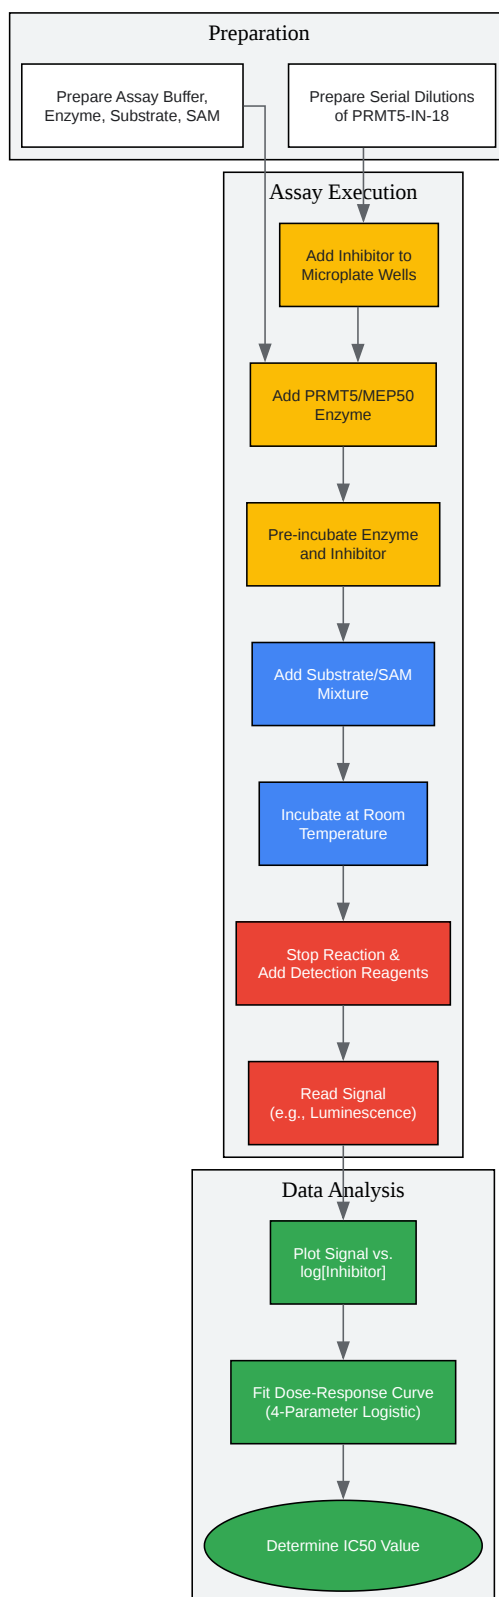 Preparation
Prepare Assay Buffer,
Enzyme, Substrate, SAM
Prepare Serial Dilutions
of PRMT5-IN-18
Assay Execution
Add Inhibitor to
Microplate Wells
Add PRMT5/MEP50
Enzyme
Pre-incubate Enzyme
and Inhibitor
Add Substrate/SAM
Mixture
Incubate at Room
Temperature
Stop Reaction &
Add Detection Reagents
Read Signal
(e.g., Luminescence)
Data Analysis
Plot Signal vs.
log[Inhibitor]
Fit Dose-Response Curve
(4-Parameter Logistic)
Determine IC50 Value